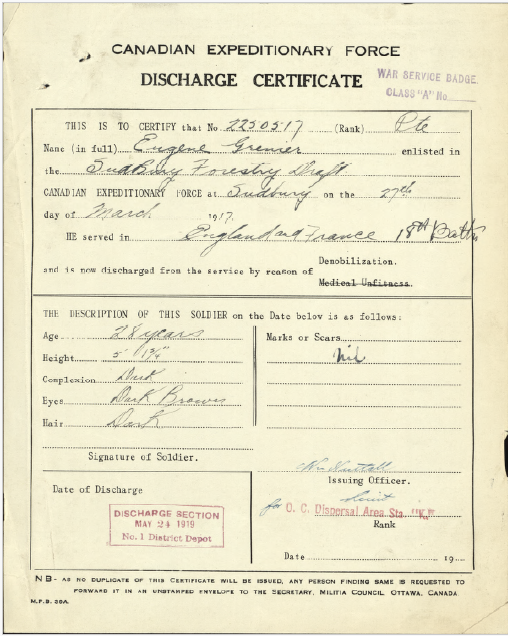 CANADIAN EXPEDITIONARY FORCE
DISCHARGE CERTIFICATE
WAR SERVICE BADGE
CLASS "A" No
THIS IS TO CERTIFY that No. 2250517 (Rank) Pte
Name (in full) Eugene Grenier enlisted in
the Sudbury Forestry Draft
CANADIAN EXPEDITIONARY FORCE at Sudbury on the 27th
day of March 1917.
HE served in England and France 18th Battn
Demobilization.
and is now discharged from the service by reason of
Medical Unfitness.
THE DESCRIPTION OF THIS SOLDIER on the Date below is as follows:
Age 28 years
Height 5' 1¾"
Complexion Dark
Eyes Dark Brown
Hair Dark
Marks or Scars
Nil
Signature of Soldier.
Issuing Officer.
Lieut
for O. C. Dispersal Area Sta. "K."
Rank
Date of Discharge
DISCHARGE SECTION
MAY 24 1919
No. 1 District Depot
Date 19
NB- AS NO DUPLICATE OF THIS CERTIFICATE WILL BE ISSUED, ANY PERSON FINDING SAME IS REQUESTED TO
FORWARD IT IN AN UNSTAMPED ENVELOPE TO THE SECRETARY, MILITIA COUNCIL, OTTAWA, CANADA.
M.F.B. 39A.